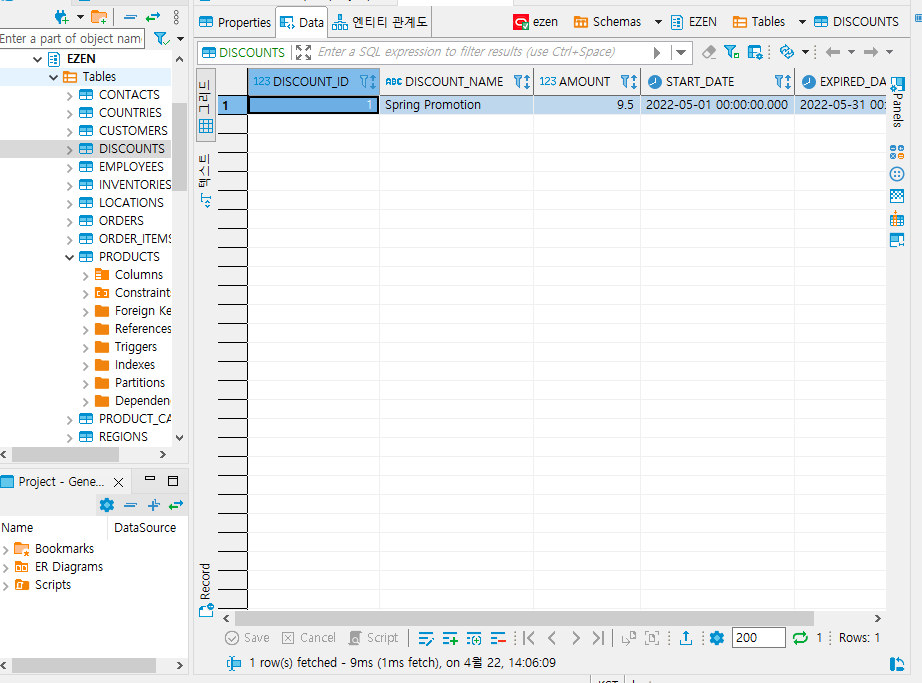 Properties
Data
엔티티 관계도
ezen
Schemas
EZEN
Tables
DISCOUNTS
Enter a part of object nam
DISCOUNTS
Enter a SQL expression to filter results (use Ctrl+Space)
EZEN
Tables
CONTACTS
COUNTRIES
CUSTOMERS
DISCOUNTS
EMPLOYEES
INVENTORIES
LOCATIONS
ORDERS
ORDER_ITEMS
PRODUCTS
Columns
Constraint
Foreign Ke
References
Triggers
Indexes
Partitions
Depender
PRODUCT_CA
REGIONS
그리드
텍스트
Record
123 DISCOUNT_ID
ABC DISCOUNT_NAME
123 AMOUNT
START_DATE
EXPIRED_DA
1
1
Spring Promotion
9.5
2022-05-01 00:00:00.000
2022-05-31 00:
Panels
Project - Gene...
Name
DataSource
Bookmarks
ER Diagrams
Scripts
Save
Cancel
Script
200
1
Rows: 1
1 row(s) fetched - 9ms (1ms fetch), on 4월 22, 14:06:09